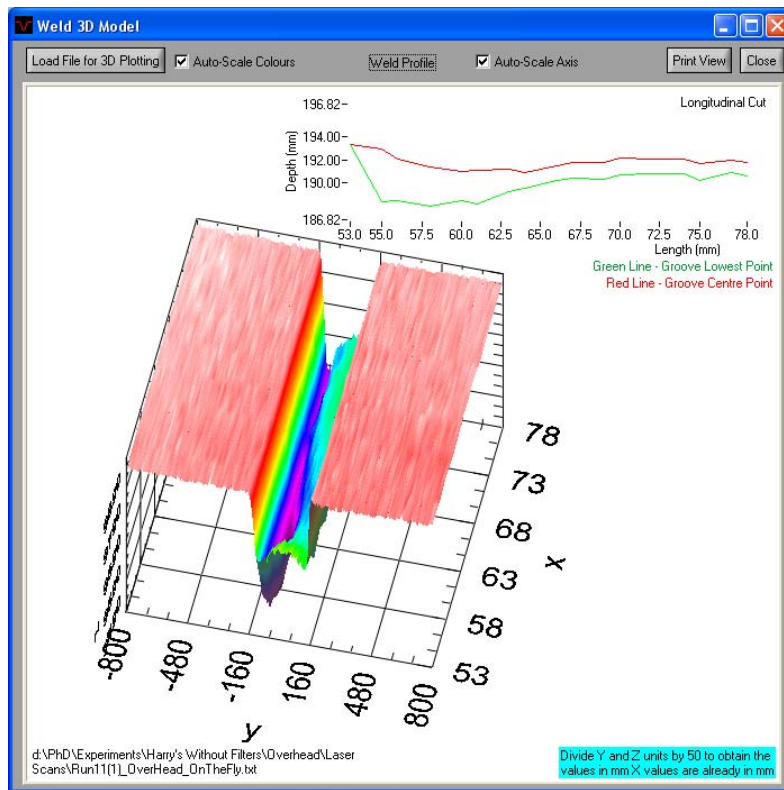 Weld 3D Model
Load File for 3D Plotting Auto-Scale Colours Weld Profile Auto-Scale Axis Print View Close
Longitudinal Cut
196.82
194.00
192.00
190.00
186.82
Depth (mm)
53.0 55.0 57.5 60.0 62.5 65.0 67.5 70.0 72.5 75.0 78.0
Length (mm)
Green Line - Groove Lowest Point
Red Line - Groove Centre Point
78
73
68
63
58
53
x
-800 -480 -160 160 480 800
y
d:\PhD\Experiments\Harry's Without Filters\Overhead\Laser
Scans\Run11(1)_OverHead_OnTheFly.txt
Divide Y and Z units by 50 to obtain the
values in mm X values are already in mm